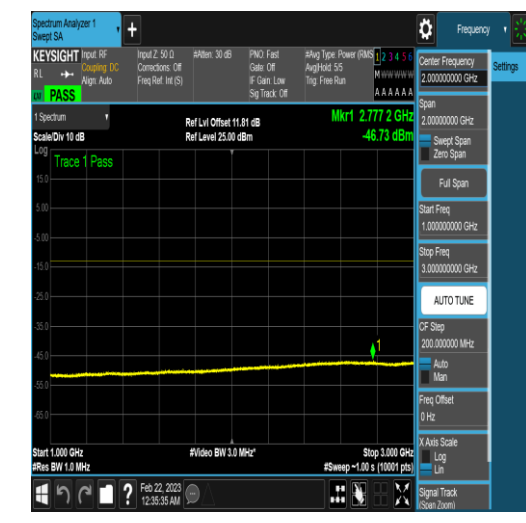 Spectrum Analyzer 1
Swept SA
+
Frequency
KEYSIGHT
RL
PASS
Input: RF
Coupling: DC
Align: Auto
Input Z: 50 Ω
Corrections: Off
Freq Ref: Int (S)
#Atten: 30 dB
PNO: Fast
Gate: Off
IF Gain: Low
Sig Track: Off
#Avg Type: Power (RMS
Avg|Hold: 5/5
Trig: Free Run
1 2 3 4 5 6
M W W W W W
A A A A A A
1 Spectrum
Scale/Div 10 dB
Ref Lvl Offset 11.81 dB
Ref Level 25.00 dBm
Mkr1 2.777 2 GHz
-46.73 dBm
Log
Trace 1 Pass
15.0
5.00
-5.00
-15.0
-25.0
-35.0
-45.0
-55.0
-65.0
1
Start 1.000 GHz
#Res BW 1.0 MHz
#Video BW 3.0 MHz*
Stop 3.000 GHz
#Sweep ~1.00 s (10001 pts)
?
Feb 22, 2023
12:35:35 AM
Center Frequency
2.000000000 GHz
Settings
Span
2.00000000 GHz
Swept Span
Zero Span
Full Span
Start Freq
1.000000000 GHz
Stop Freq
3.000000000 GHz
AUTO TUNE
CF Step
200.000000 MHz
Auto
Man
Freq Offset
0 Hz
X Axis Scale
Log
Lin
Signal Track
(Span Zoom)